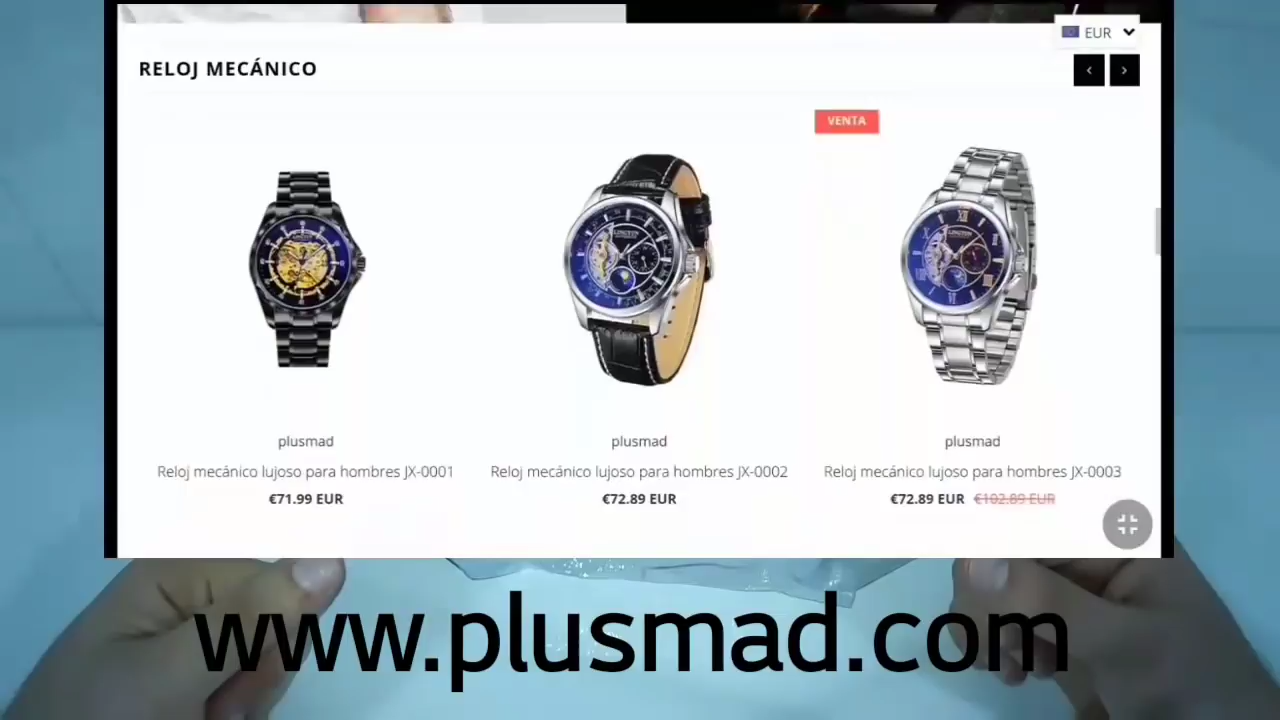 EUR
RELOJ MECÁNICO
VENTA
plusmad
Reloj mecánico lujoso para hombres JX-0001
€71.99 EUR
plusmad
Reloj mecánico lujoso para hombres JX-0002
€72.89 EUR
plusmad
Reloj mecánico lujoso para hombres JX-0003
€72.89 EUR €102.89 EUR
www.plusmad.com